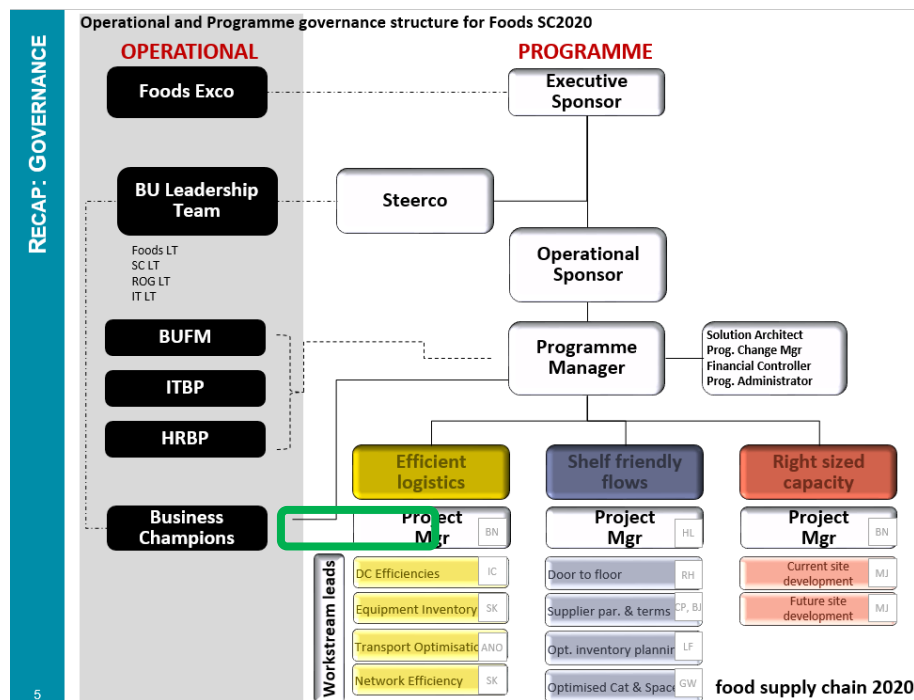 RECAP: GOVERNANCE
5
Operational and Programme governance structure for Foods SC2020
OPERATIONAL
PROGRAMME
Foods Exco
Executive
Sponsor
BU Leadership
Team
Steerco
Foods LT
SC LT
ROG LT
IT LT
Operational
Sponsor
BUFM
ITBP
HRBP
Programme
Manager
Solution Architect
Prog. Change Mgr
Financial Controller
Prog. Administrator
Efficient
logistics
Shelf friendly
flows
Right sized
capacity
Business
Champions
Project
Mgr
BN
Project
Mgr
HL
Project
Mgr
BN
Workstream leads
DC Efficiencies
IC
Equipment Inventory
SK
Transport Optimisatic
ANO
Network Efficiency
SK
Door to floor
RH
Supplier par. & terms
CP, BJ
Opt. inventory plannin
LF
Optimised Cat & Space
GW
Current site
development
MJ
Future site
development
MJ
food supply chain 2020